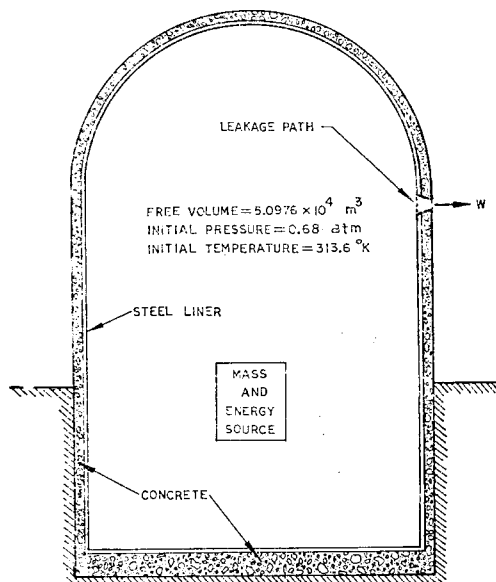 LEAKAGE PATH
W
FREE VOLUME=5.0976 × 10⁴ m³
INITIAL PRESSURE=0.68 atm
INITIAL TEMPERATURE=313.6 °K
STEEL LINER
MASS
AND
ENERGY
SOURCE
CONCRETE